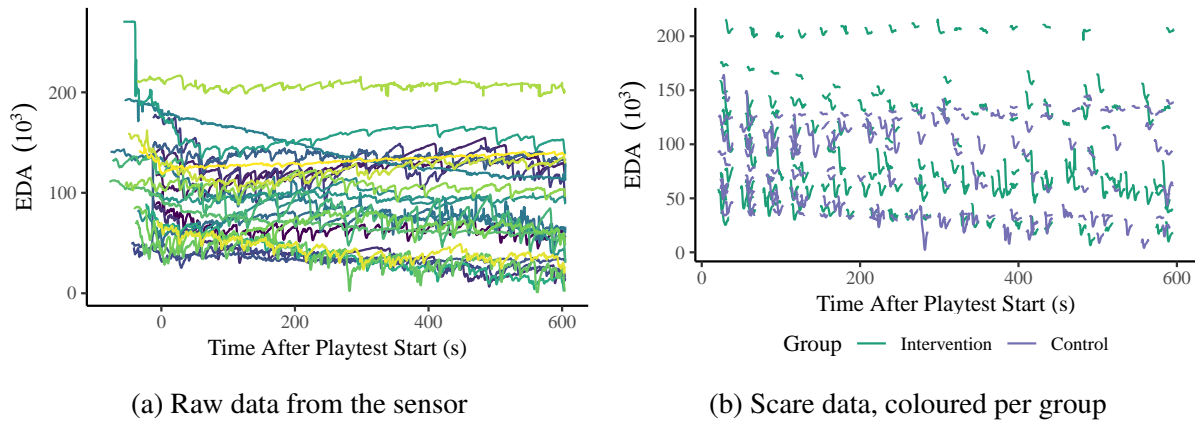 EDA (10³)
200
100
0
0
200
400
600
Time After Playtest Start (s)
(a) Raw data from the sensor
EDA (10³)
200
150
100
50
0
0
200
400
600
Time After Playtest Start (s)
Group Intervention Control
(b) Scare data, coloured per group